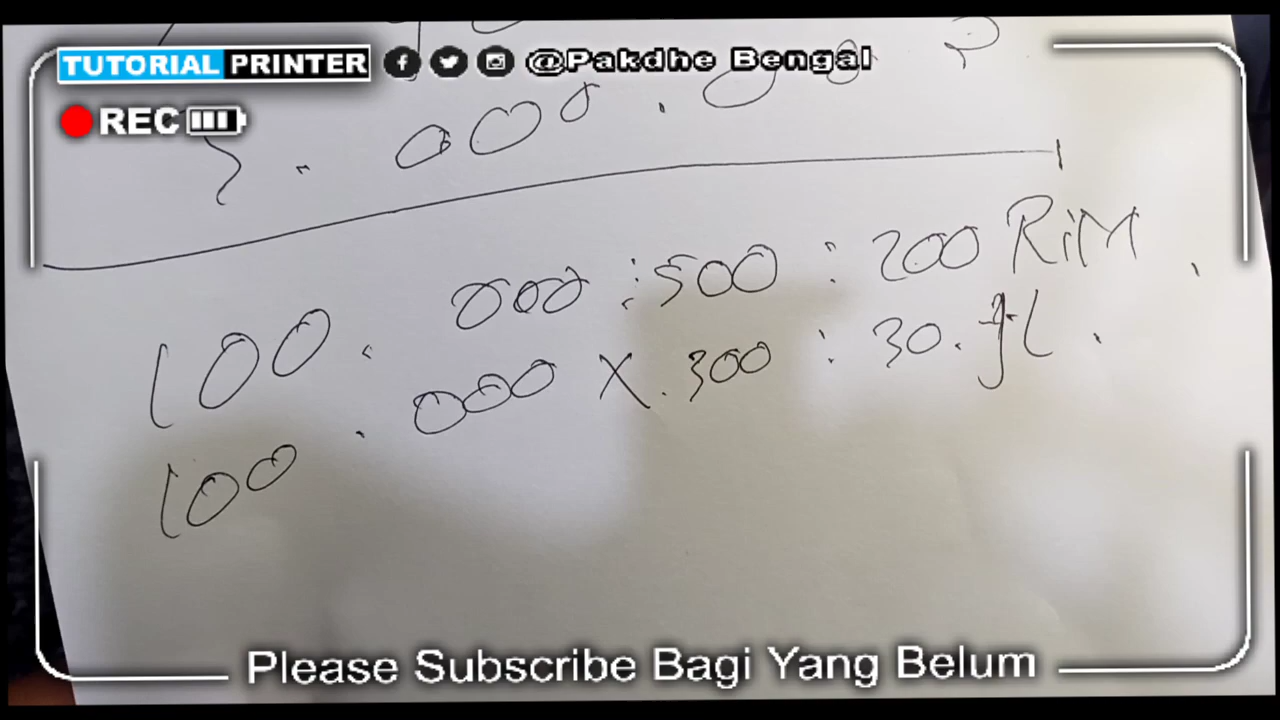 TUTORIAL PRINTER @Pakdhe Bengal
REC
000.000
100.000 : 500 : 200 RiM.
100.000 X.300 : 30.
Please Subscribe Bagi Yang Belum